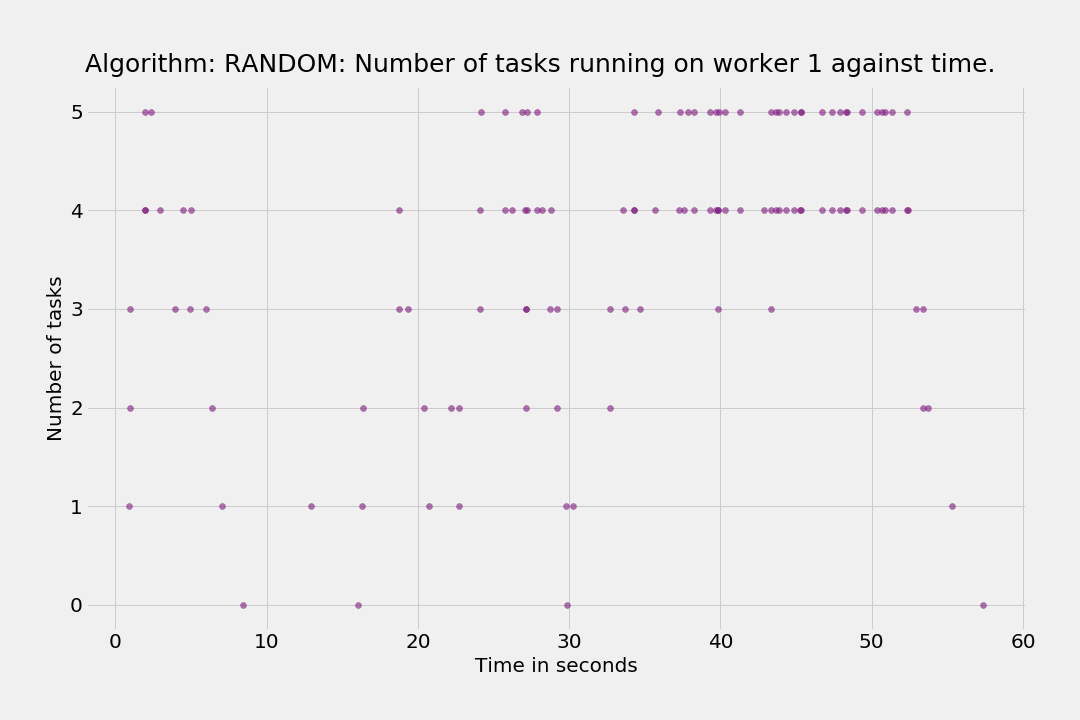 Algorithm: RANDOM: Number of tasks running on worker 1 against time.
5
4
3
2
1
0
Number of tasks
0 10 20 30 40 50 60
Time in seconds